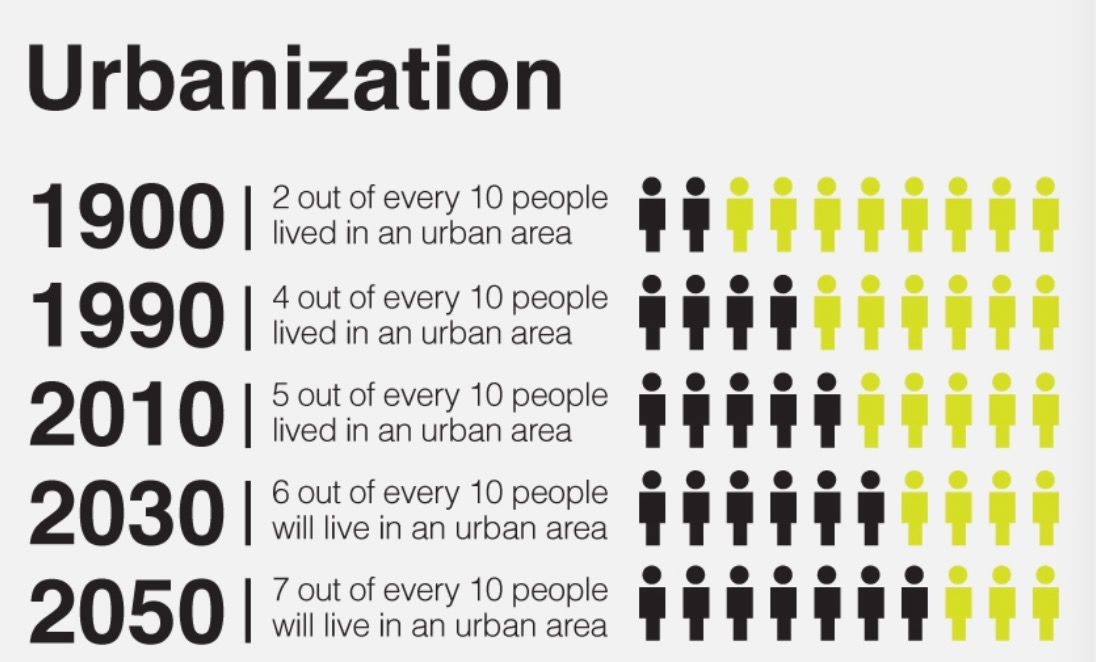 Urbanization
1900 | 2 out of every 10 people
lived in an urban area
1990 | 4 out of every 10 people
lived in an urban area
2010 | 5 out of every 10 people
lived in an urban area
2030 | 6 out of every 10 people
will live in an urban area
2050 | 7 out of every 10 people
will live in an urban area